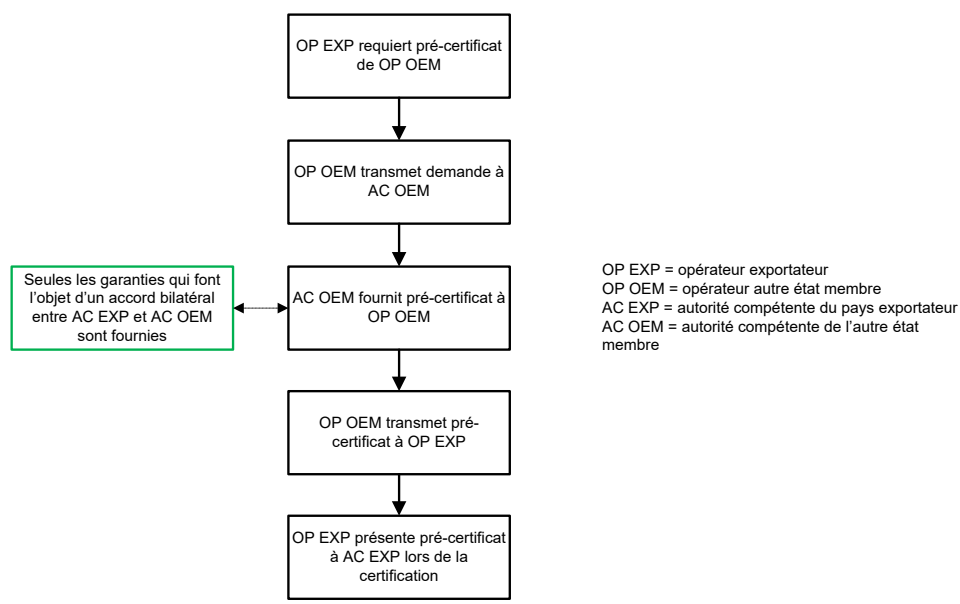 OP EXP requiert pré-certificat
de OP OEM
OP OEM transmet demande à
AC OEM
Seules les garanties qui font
l’objet d’un accord bilatéral
entre AC EXP et AC OEM
sont fournies
AC OEM fournit pré-certificat à
OP OEM
OP EXP = opérateur exportateur
OP OEM = opérateur autre état membre
AC EXP = autorité compétente du pays exportateur
AC OEM = autorité compétente de l’autre état
membre
OP OEM transmet pré-
certificat à OP EXP
OP EXP présente pré-certificat
à AC EXP lors de la
certification